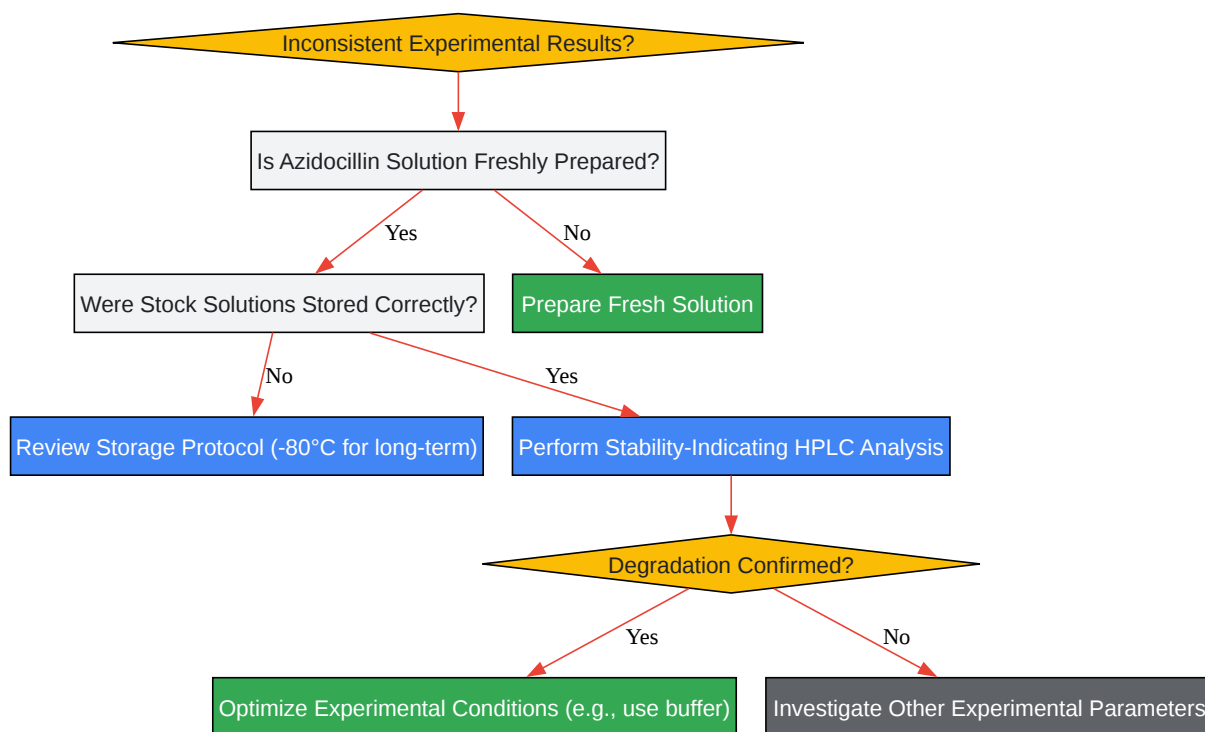 Inconsistent Experimental Results?
Is Azidocillin Solution Freshly Prepared?
Yes
No
Were Stock Solutions Stored Correctly?
Prepare Fresh Solution
No
Yes
Review Storage Protocol (-80°C for long-term)
Perform Stability-Indicating HPLC Analysis
Degradation Confirmed?
Yes
No
Optimize Experimental Conditions (e.g., use buffer)
Investigate Other Experimental Parameters